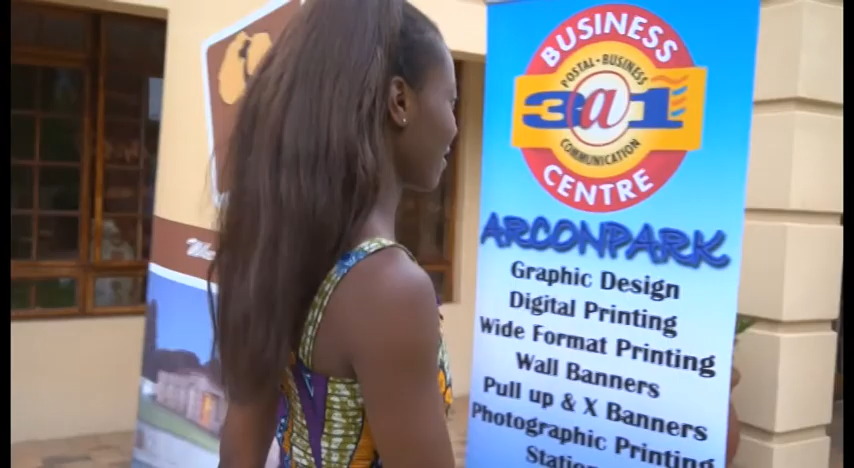 BUSINESS
POSTAL • BUSINESS
3@1
COMMUNICATION
CENTRE
ARCONPARK
Graphic Design
Digital Printing
Wide Format Printing
Wall Banners
Pull up & X Banners
Photographic Printing